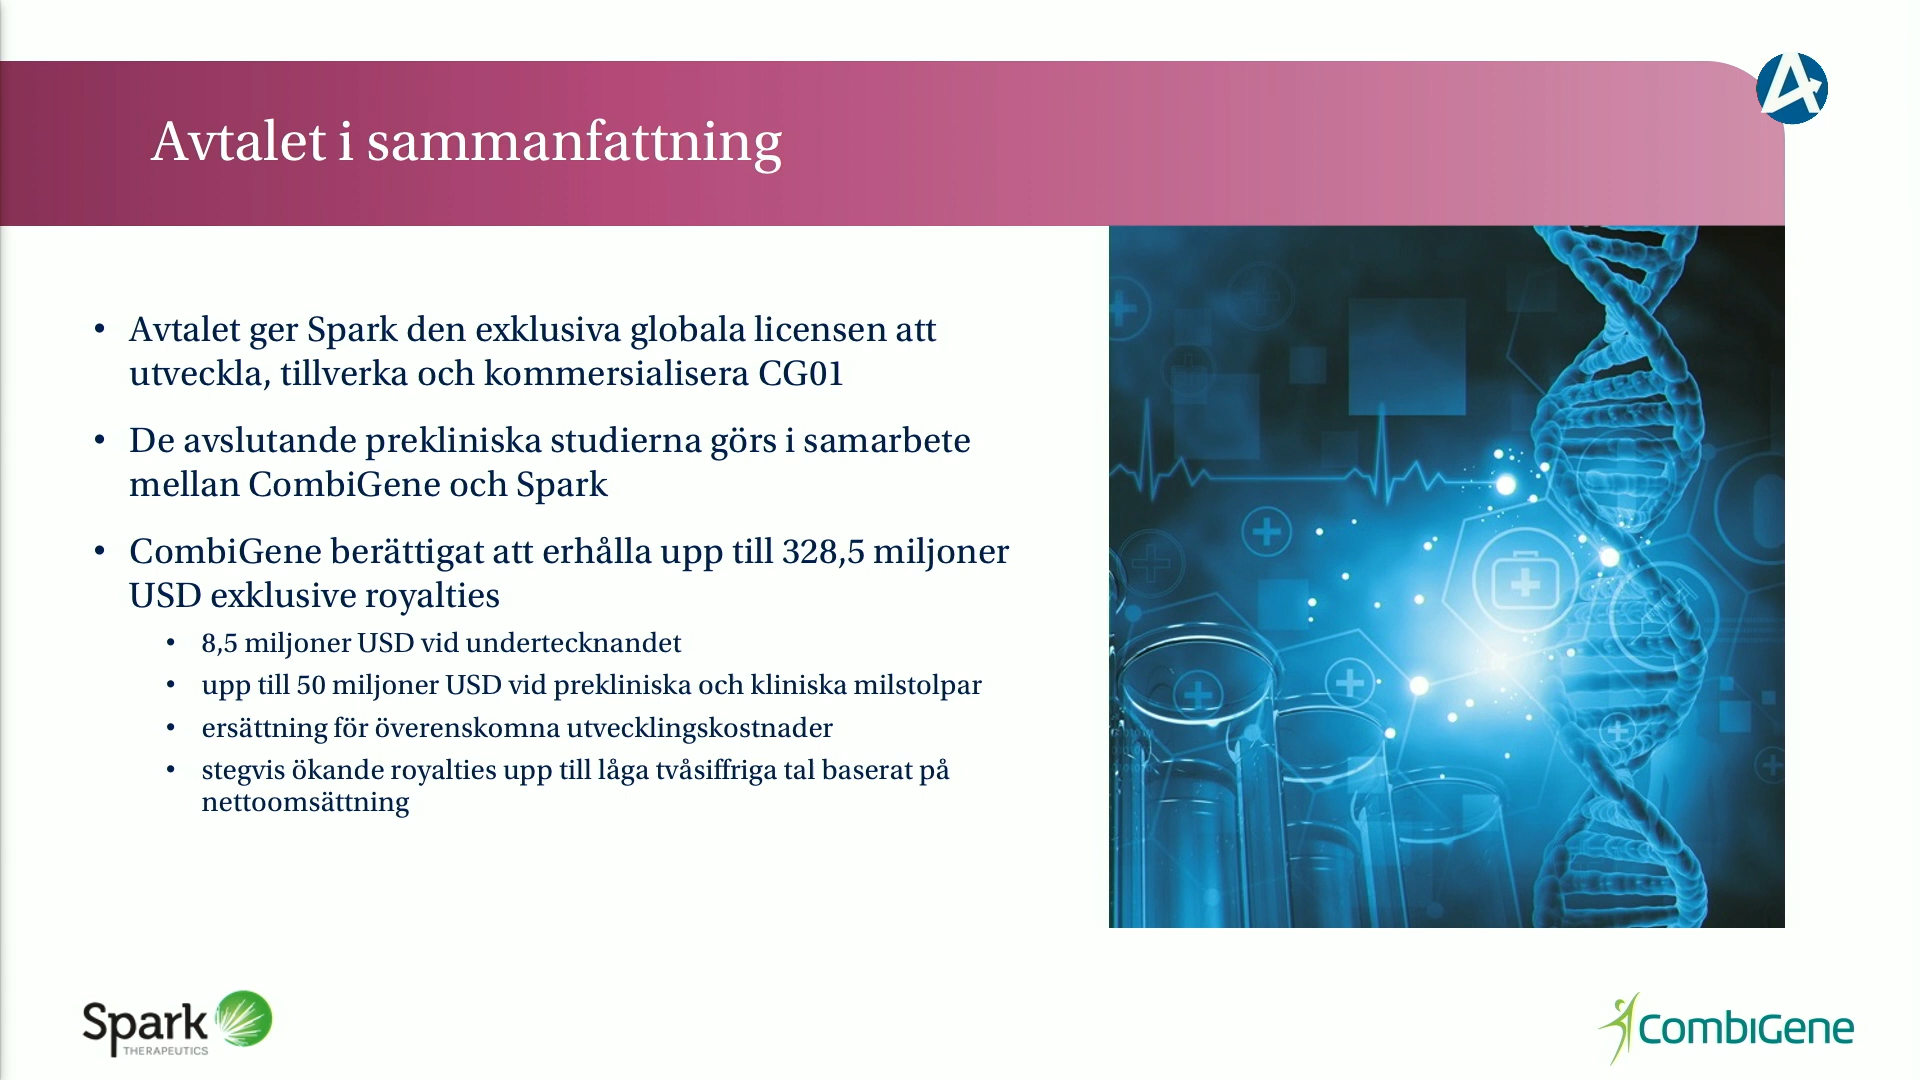 Avtalet i sammanfattning
• Avtalet ger Spark den exklusiva globala licensen att
utveckla, tillverka och kommersialisera CG01
• De avslutande prekliniska studierna görs i samarbete
mellan CombiGene och Spark
• CombiGene berättigat att erhålla upp till 328,5 miljoner
USD exklusive royalties
• 8,5 miljoner USD vid undertecknandet
• upp till 50 miljoner USD vid prekliniska och kliniska milstolpar
• ersättning för överenskomna utvecklingskostnader
• stegvis ökande royalties upp till låga tvåsiffriga tal baserat på
nettoomsättning
Spark
THERAPEUTICS
CombiGene